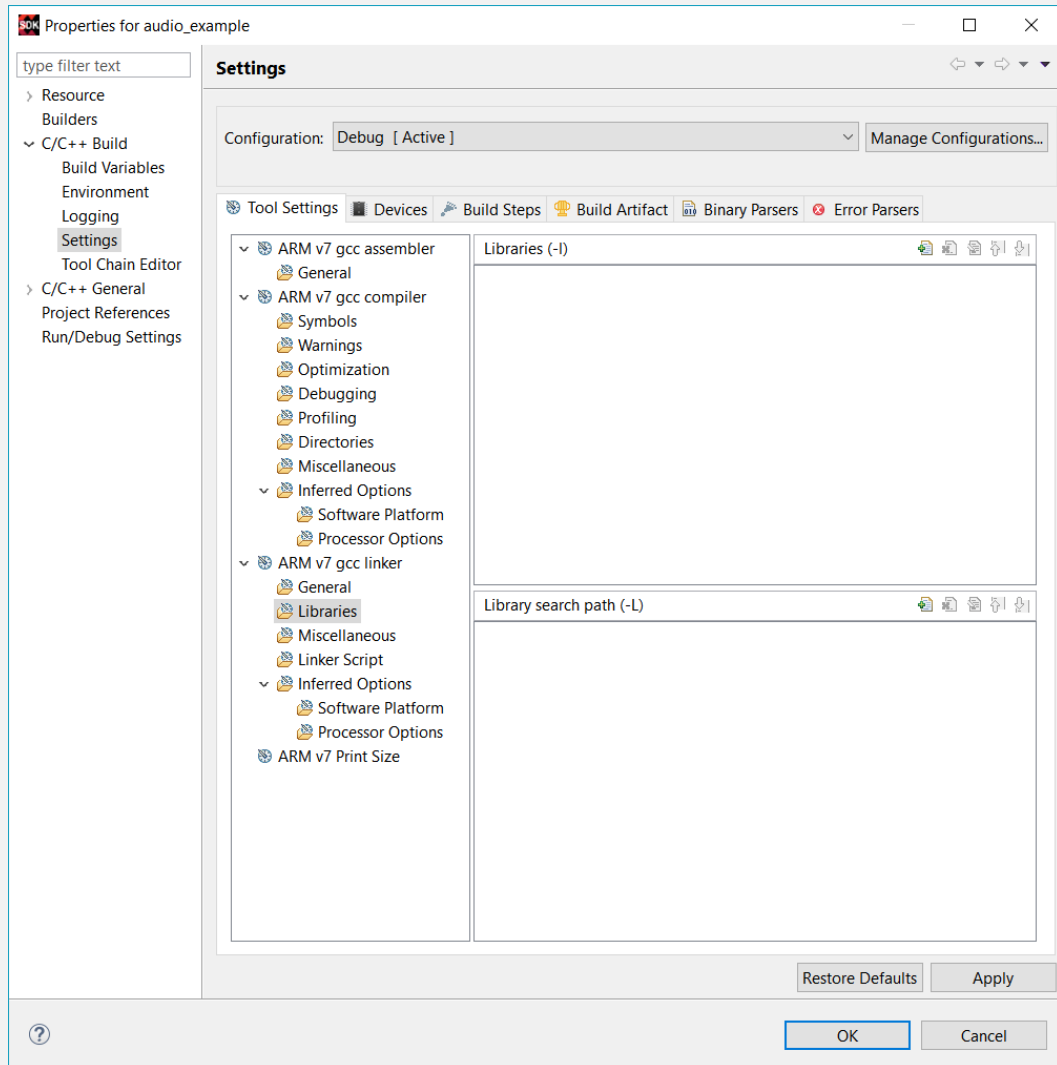 SDK Properties for audio_example
type filter text
Resource
Builders
C/C++ Build
Build Variables
Environment
Logging
Settings
Tool Chain Editor
C/C++ General
Project References
Run/Debug Settings
Settings
Configuration: Debug [ Active ] Manage Configurations...
Tool Settings Devices Build Steps Build Artifact Binary Parsers Error Parsers
ARM v7 gcc assembler
General
ARM v7 gcc compiler
Symbols
Warnings
Optimization
Debugging
Profiling
Directories
Miscellaneous
Inferred Options
Software Platform
Processor Options
ARM v7 gcc linker
General
Libraries
Miscellaneous
Linker Script
Inferred Options
Software Platform
Processor Options
ARM v7 Print Size
Libraries (-l)
Library search path (-L)
Restore Defaults Apply
OK Cancel